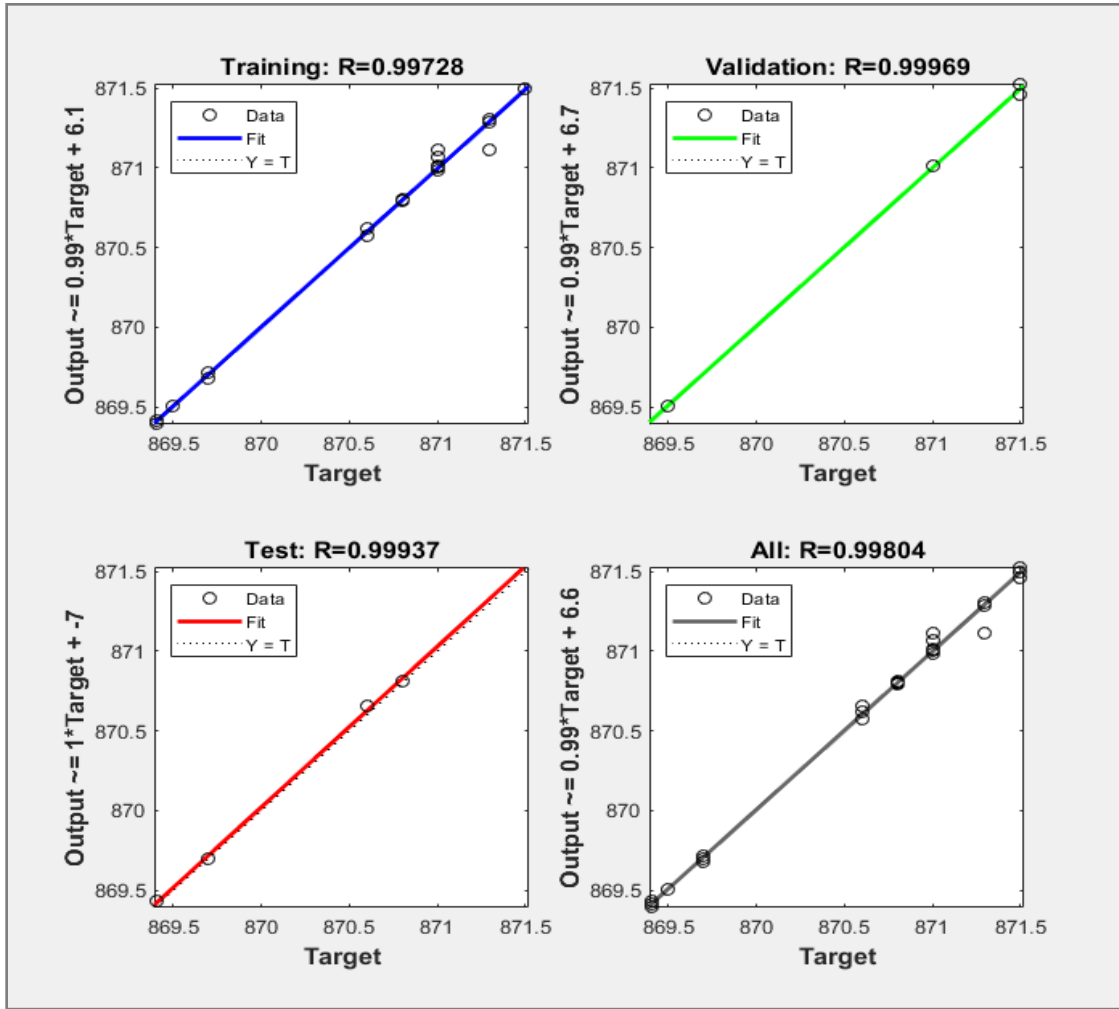 Training: R=0.99728
Output ~= 0.99*Target + 6.1
871.5
871
870.5
870
869.5
Data
Fit
Y = T
869.5 870 870.5 871 871.5
Target
Validation: R=0.99969
Output ~= 0.99*Target + 6.7
871.5
871
870.5
870
869.5
Data
Fit
Y = T
869.5 870 870.5 871 871.5
Target
Test: R=0.99937
Output ~= 1*Target + -7
871.5
871
870.5
870
869.5
Data
Fit
Y = T
869.5 870 870.5 871 871.5
Target
All: R=0.99804
Output ~= 0.99*Target + 6.6
871.5
871
870.5
870
869.5
Data
Fit
Y = T
869.5 870 870.5 871 871.5
Target